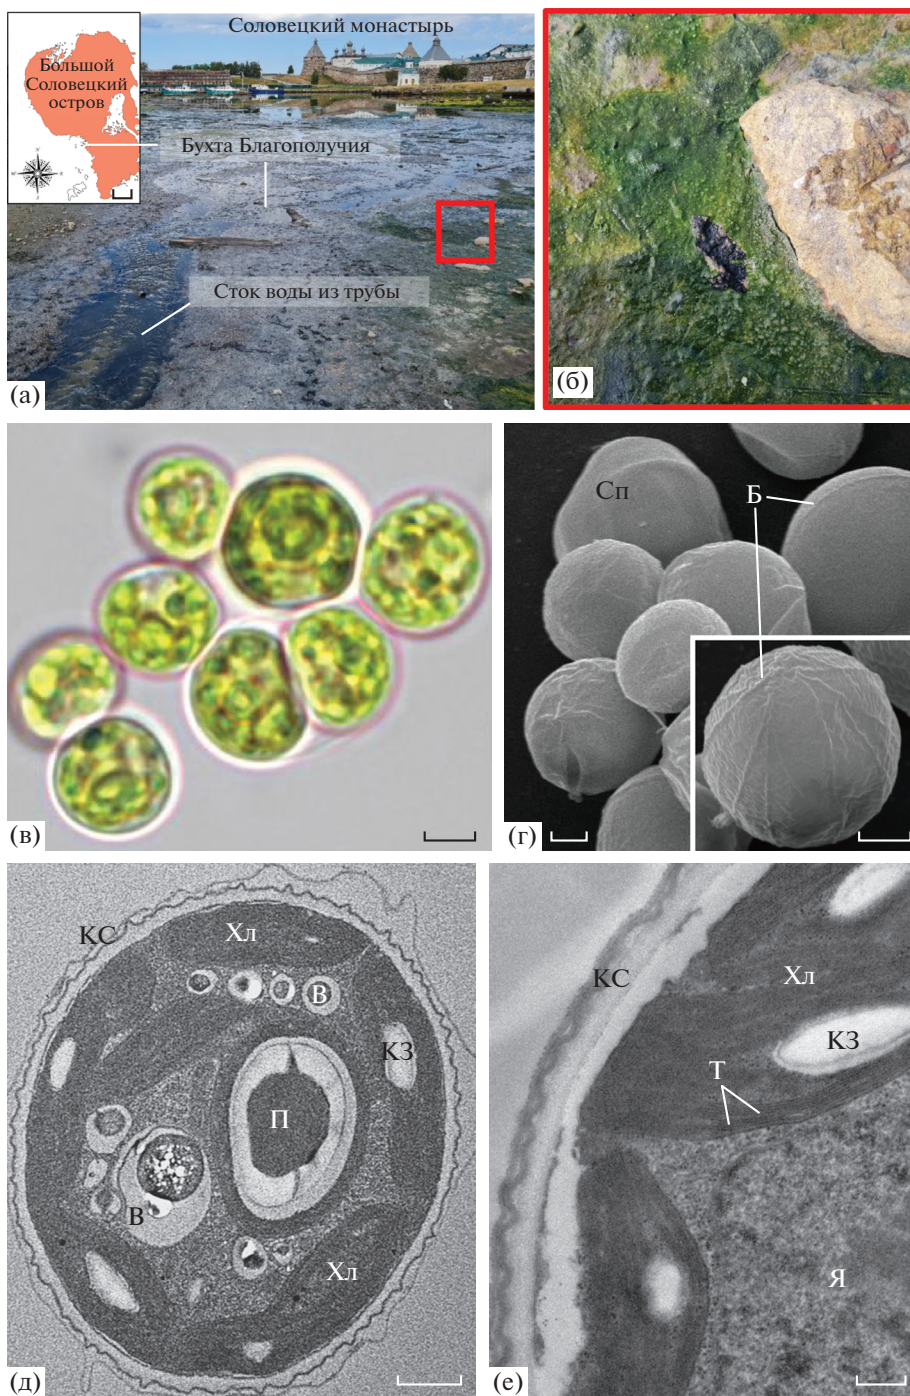 Соловецкий монастырь
Большой
Соловецкий
остров
Бухта Благополучия
Сток воды из трубы
(а)
(б)
(в)
Сп
Б
(г)
КС
Хл
В
КЗ
П
В
Хл
(д)
КС
Хл
КЗ
Т
Я
(е)